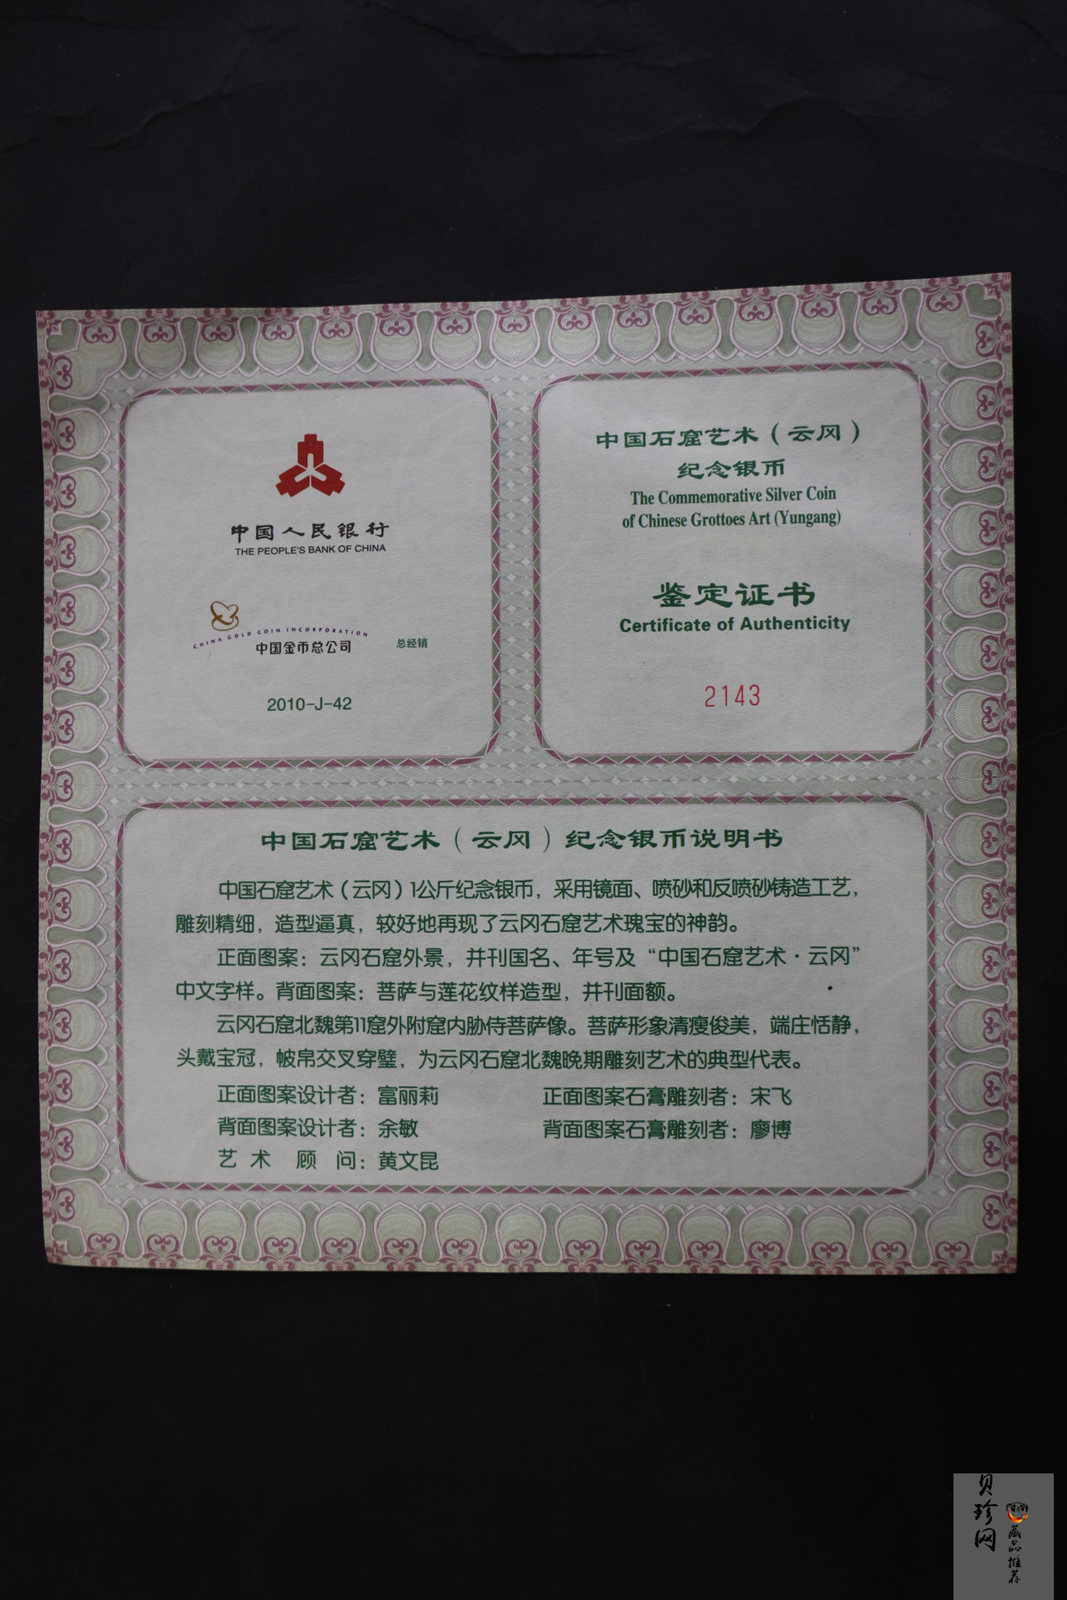 中国人民银行
THE PEOPLE'S BANK OF CHINA
CHINA GOLD COIN INCORPORATION
中国金币总公司 总经销
2010-J-42
中国石窟艺术（云冈）
纪念银币
The Commemorative Silver Coin
of Chinese Grottoes Art (Yungang)
鉴定证书
Certificate of Authenticity
2143
中国石窟艺术（云冈）纪念银币说明书
中国石窟艺术（云冈）1公斤纪念银币，采用镜面、喷砂和反喷砂铸造工艺，
雕刻精细，造型逼真，较好地再现了云冈石窟艺术瑰宝的神韵。
正面图案：云冈石窟外景，并刊国名、年号及“中国石窟艺术·云冈”
中文字样。背面图案：菩萨与莲花纹样造型，并刊面额。
云冈石窟北魏第11窟外附窟内胁侍菩萨像。菩萨形象清瘦俊美，端庄恬静，
头戴宝冠，帔帛交叉穿璧，为云冈石窟北魏晚期雕刻艺术的典型代表。
正面图案设计者：富丽莉 正面图案石膏雕刻者：宋飞
背面图案设计者：余敏 背面图案石膏雕刻者：廖博
艺术顾问：黄文昆
贝珍网
藏品推荐